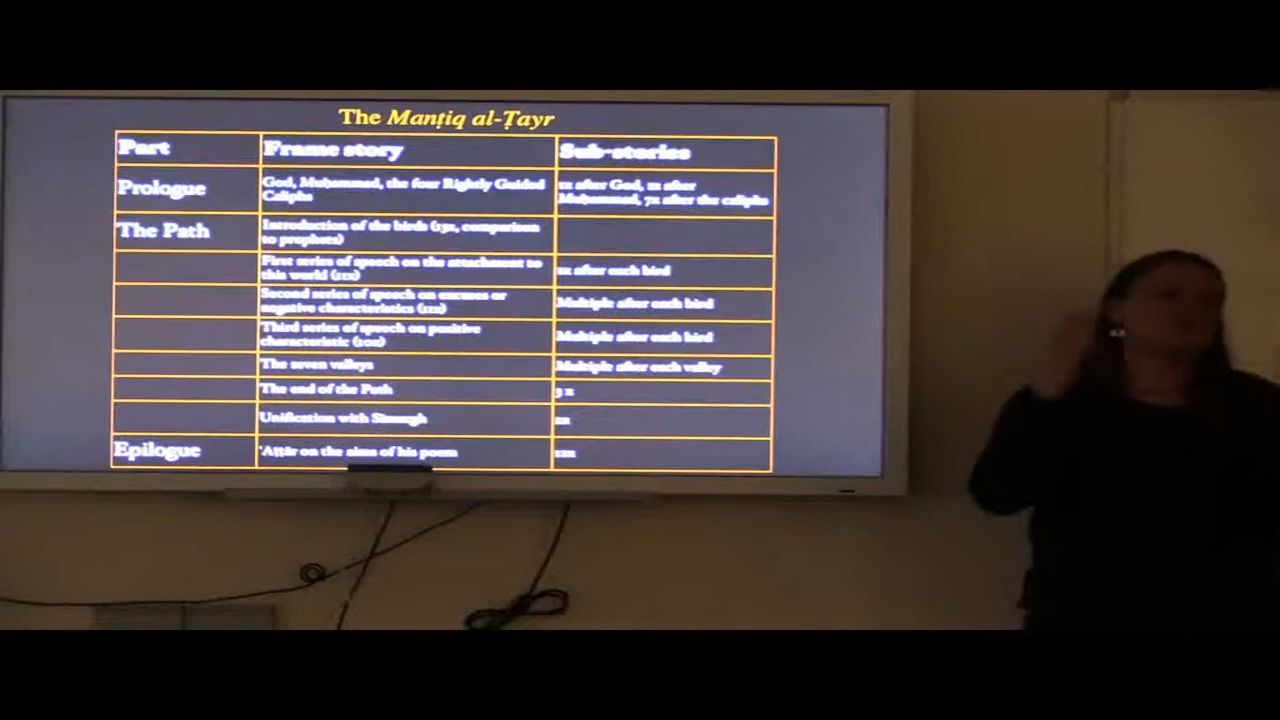 The Manṭiq al-Ṭayr
Part Frame story Sub-stories
Prologue God, Muḥammad, the four Rightly Guided Caliphs after God, after Muḥammad, 7x after the caliphs
The Path Introduction of the birds (13x, comparison to prophets)
First series of speech on the attachment to this world after each bird
Second series of speech on excuses or negative characteristics Multiple after each bird
Third series of speech on positive characteristic (10x) Multiple after each bird
The seven valleys Multiple after each valley
The end of the Path 3 x
Unification with Simurgh
Epilogue ʿAṭṭār on the aims of his poem